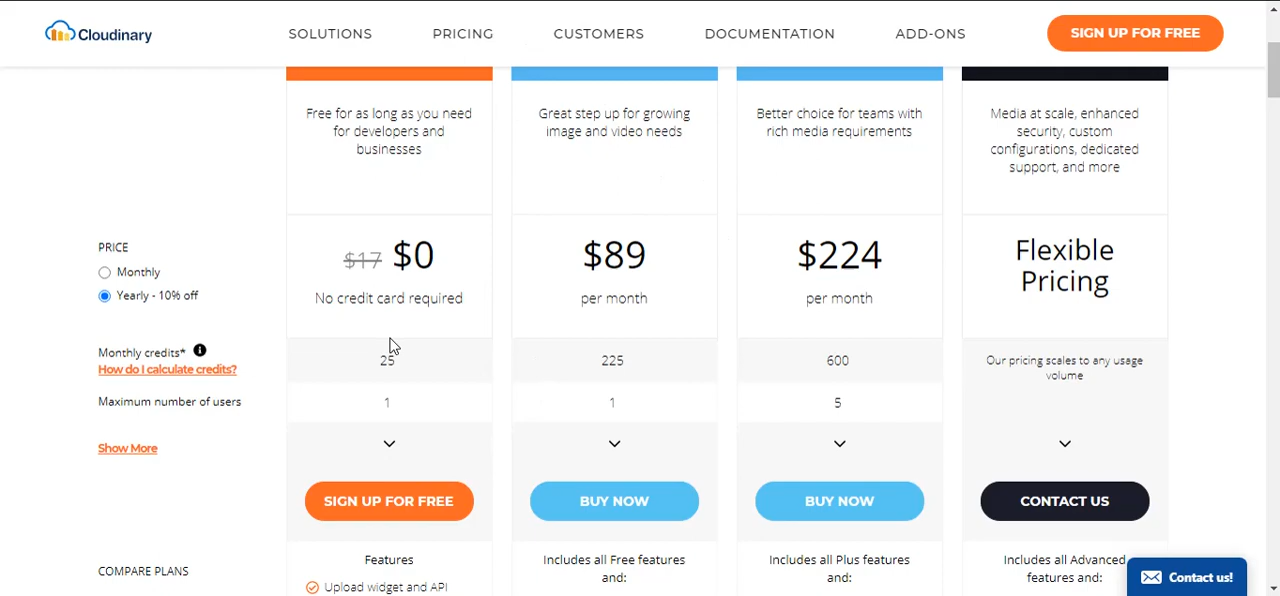 Cloudinary
SOLUTIONS
PRICING
CUSTOMERS
DOCUMENTATION
ADD-ONS
SIGN UP FOR FREE
Free for as long as you need
for developers and
businesses
Great step up for growing
image and video needs
Better choice for teams with
rich media requirements
Media at scale, enhanced
security, custom
configurations, dedicated
support, and more
PRICE
Monthly
Yearly - 10% off
$17 $0
No credit card required
$89
per month
$224
per month
Flexible
Pricing
Monthly credits*
How do I calculate credits?
25
225
600
Our pricing scales to any usage
volume
Maximum number of users
1
1
5
Show More
SIGN UP FOR FREE
BUY NOW
BUY NOW
CONTACT US
COMPARE PLANS
Features
Upload widget and API
Includes all Free features
and:
Includes all Plus features
and:
Includes all Advanced
features and:
Contact us!